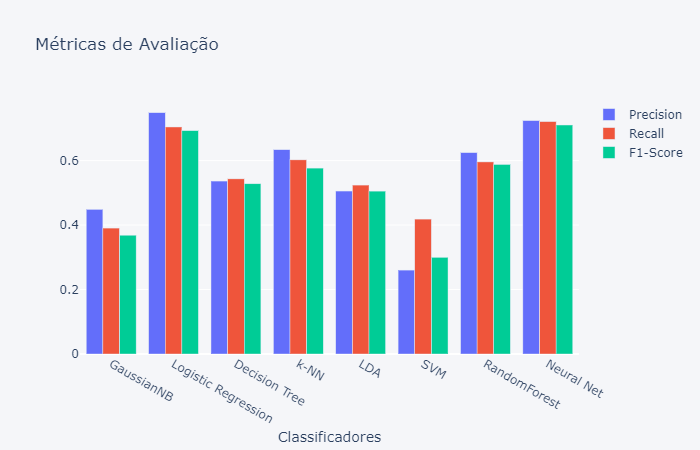 Métricas de Avaliação
Precision
Recall
F1-Score
0.6
0.4
0.2
0
GaussianNB
Logistic Regression
Decision Tree
k-NN
LDA
SVM
RandomForest
Neural Net
Classificadores